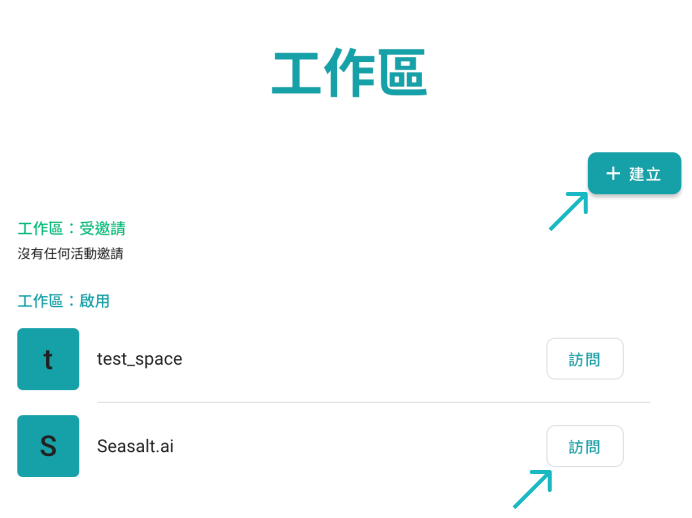 工作區
+ 建立
工作區：受邀請
沒有任何活動邀請
工作區：啟用
t
test_space
訪問
S
Seasalt.ai
訪問